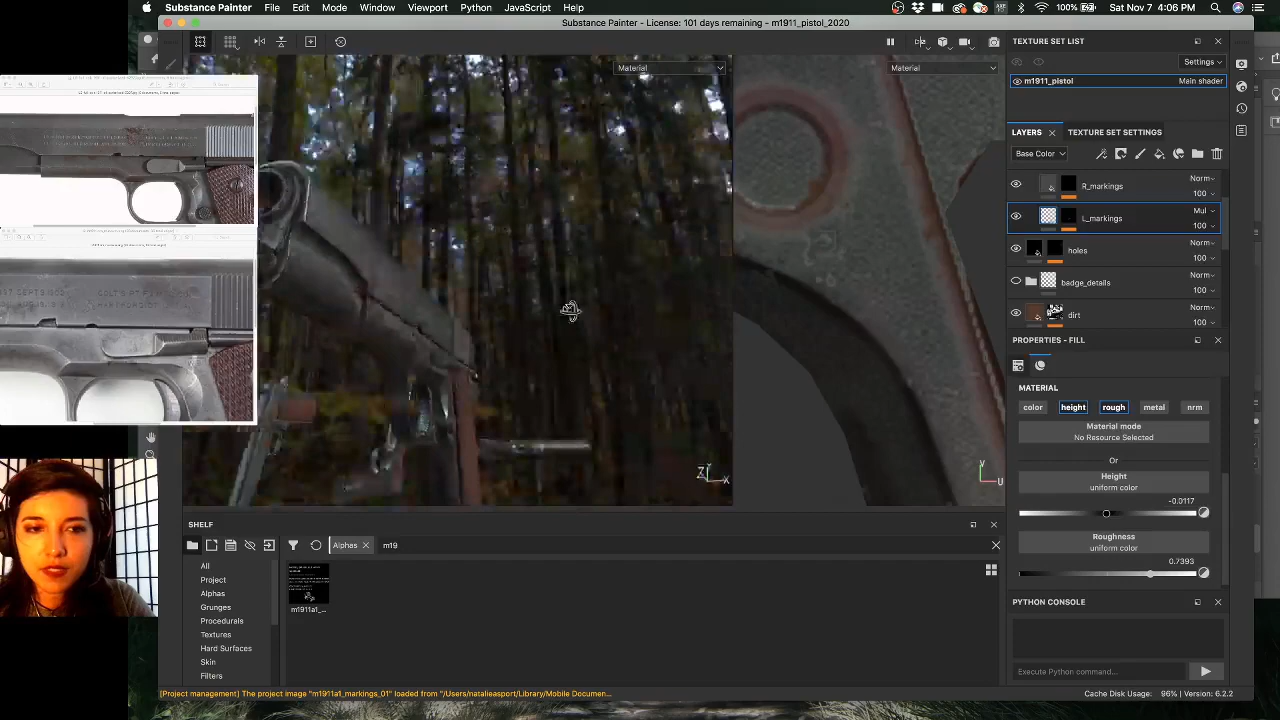 Substance Painter File Edit Mode Window Viewport Python JavaScript Help
100% Sat Nov 7 4:06 PM
Substance Painter - License: 101 days remaining - m1911_pistol_2020
Material
Material
TEXTURE SET LIST
Settings
m1911_pistol Main shader
LAYERS TEXTURE SET SETTINGS
Base Color
R_markings Norm 100
L_markings Mul 100
holes Norm 100
badge_details Norm 100
dirt Norm 100
PROPERTIES - FILL
MATERIAL
color height rough metal nrm
Material mode
No Resource Selected
Or
Height
uniform color
-0.0117
Roughness
uniform color
0.7393
PYTHON CONSOLE
Execute Python command...
Z Y X
V U
SHELF
Alphas m19
All
Project
Alphas
Grunges
Procedurals
Textures
Hard Surfaces
Skin
Filters
m1911a1_...
[Project management] The project image "m1911a1_markings_01" loaded from "/Users/natalieasport/Library/Mobile Documen...
Cache Disk Usage: 96% | Version: 6.2.2